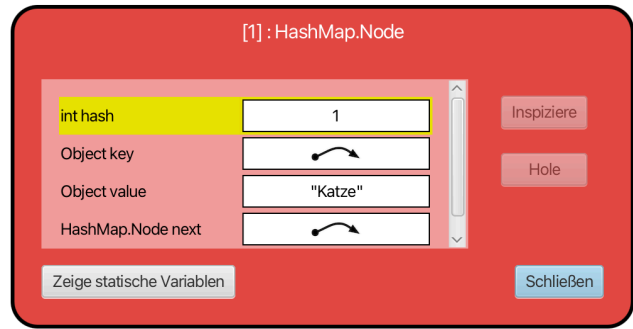 [1] : HashMap.Node
int hash 1
Inspiziere
Object key
Hole
Object value "Katze"
HashMap.Node next
Zeige statische Variablen
Schließen